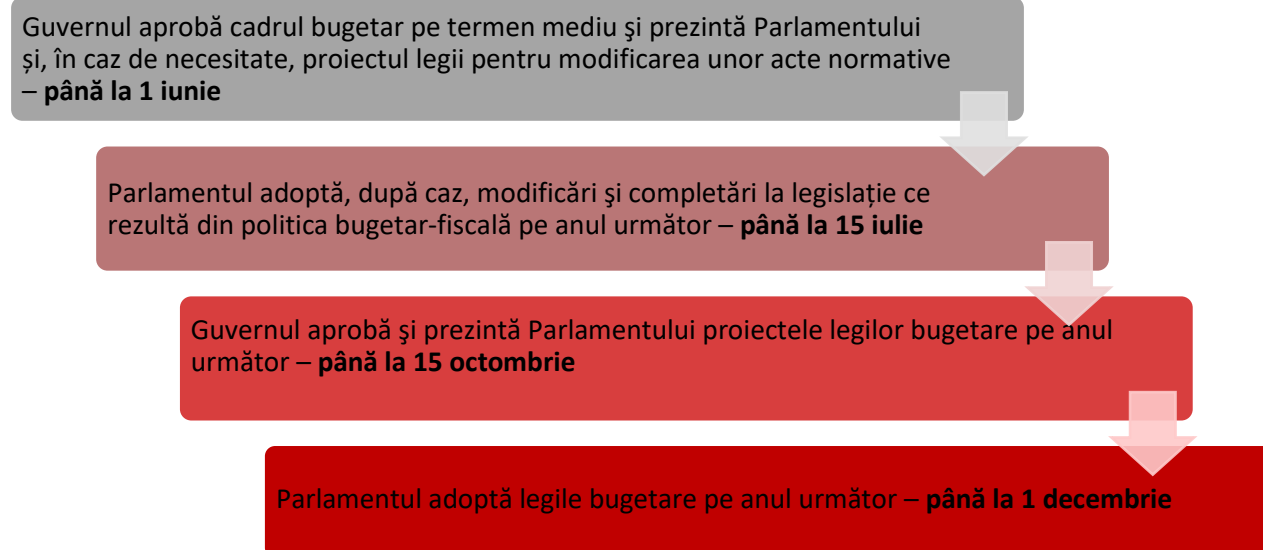 Guvernul aprobă cadrul bugetar pe termen mediu şi prezintă Parlamentului
și, în caz de necesitate, proiectul legii pentru modificarea unor acte normative
– până la 1 iunie
Parlamentul adoptă, după caz, modificări şi completări la legislație ce
rezultă din politica bugetar-fiscală pe anul următor – până la 15 iulie
Guvernul aprobă şi prezintă Parlamentului proiectele legilor bugetare pe anul
următor – până la 15 octombrie
Parlamentul adoptă legile bugetare pe anul următor – până la 1 decembrie